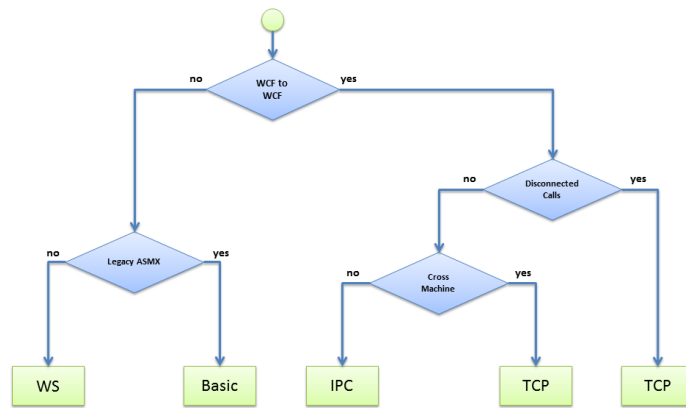 WCF to
WCF
no
yes
Disconnected
Calls
no
yes
Legacy ASMX
no
yes
Cross
Machine
no
yes
WS
Basic
IPC
TCP
TCP